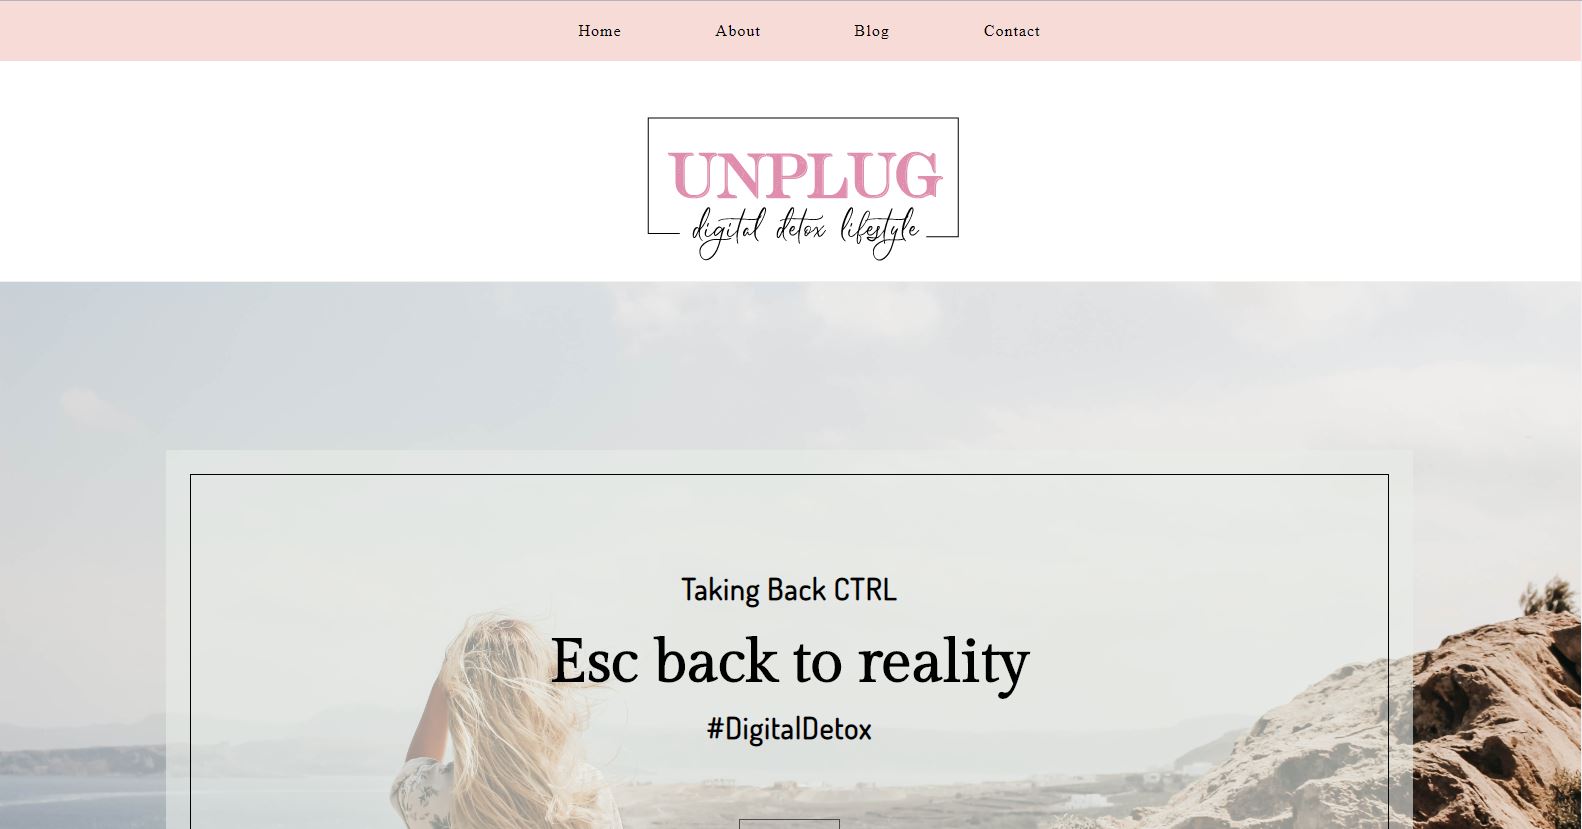 Home About Blog Contact
UNPLUG
digital detox lifestyle
Taking Back CTRL
Esc back to reality
#DigitalDetox